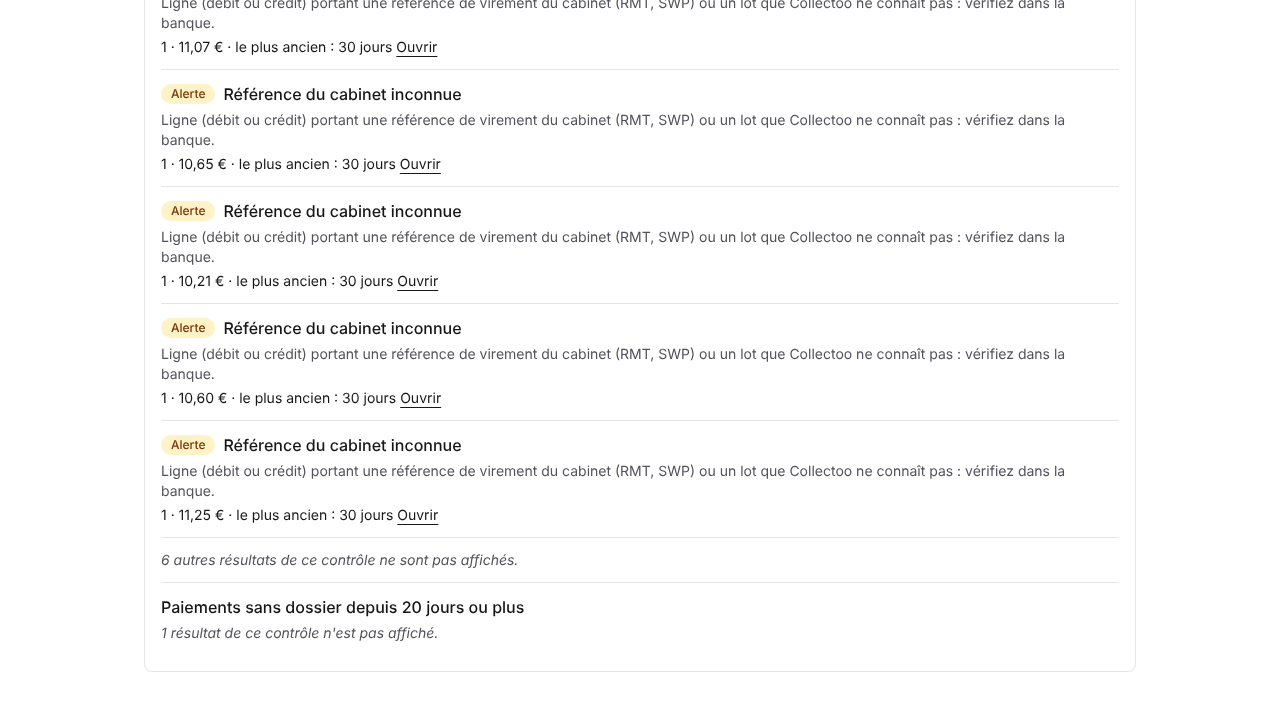 Ligne (débit ou crédit) portant une référence de virement du cabinet (RMT, SWP) ou un lot que Collectoo ne connaît pas : vérifiez dans la
banque.
1 · 11,07 € · le plus ancien : 30 jours Ouvrir
Alerte Référence du cabinet inconnue
Ligne (débit ou crédit) portant une référence de virement du cabinet (RMT, SWP) ou un lot que Collectoo ne connaît pas : vérifiez dans la
banque.
1 · 10,65 € · le plus ancien : 30 jours Ouvrir
Alerte Référence du cabinet inconnue
Ligne (débit ou crédit) portant une référence de virement du cabinet (RMT, SWP) ou un lot que Collectoo ne connaît pas : vérifiez dans la
banque.
1 · 10,21 € · le plus ancien : 30 jours Ouvrir
Alerte Référence du cabinet inconnue
Ligne (débit ou crédit) portant une référence de virement du cabinet (RMT, SWP) ou un lot que Collectoo ne connaît pas : vérifiez dans la
banque.
1 · 10,60 € · le plus ancien : 30 jours Ouvrir
Alerte Référence du cabinet inconnue
Ligne (débit ou crédit) portant une référence de virement du cabinet (RMT, SWP) ou un lot que Collectoo ne connaît pas : vérifiez dans la
banque.
1 · 11,25 € · le plus ancien : 30 jours Ouvrir
6 autres résultats de ce contrôle ne sont pas affichés.
Paiements sans dossier depuis 20 jours ou plus
1 résultat de ce contrôle n'est pas affiché.